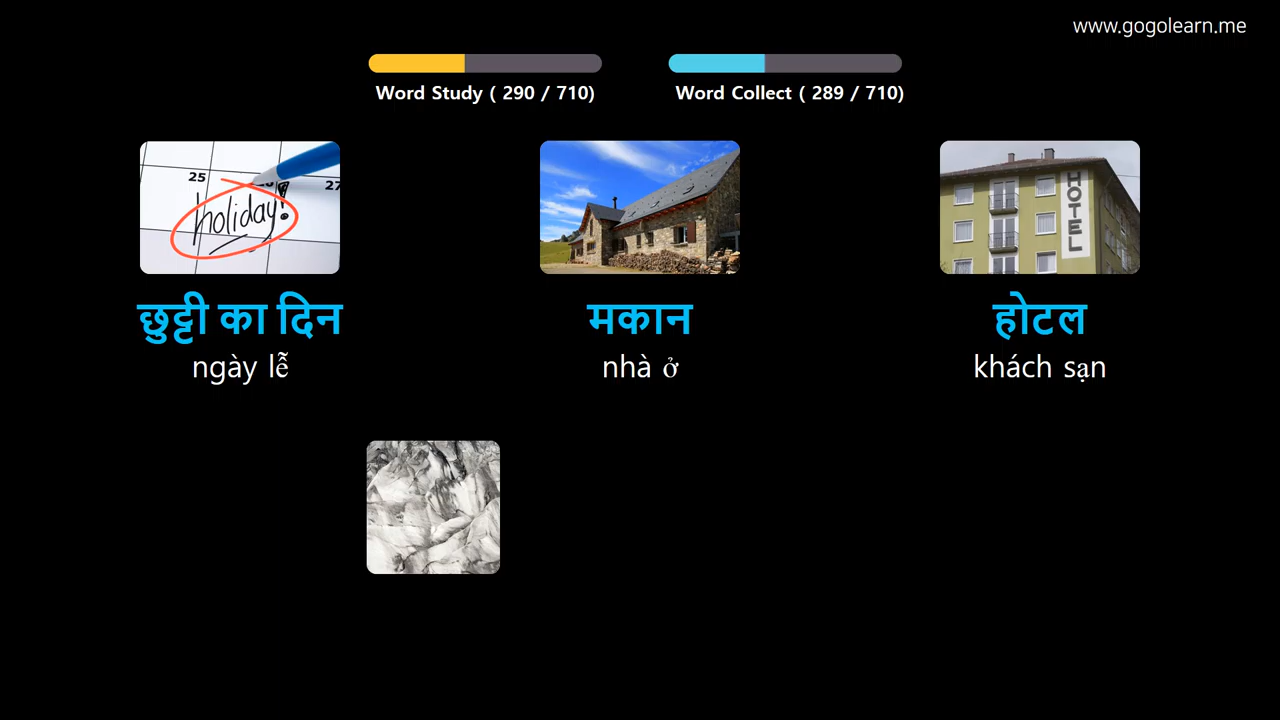 www.gogolearn.me
Word Study ( 290 / 710)
Word Collect ( 289 / 710)
25
27
holiday!
HOTEL
छुट्टी का दिन
मकान
होटल
ngày lễ
nhà ở
khách sạn